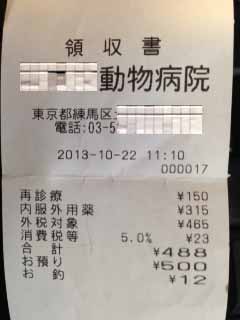 領収書
動物病院
東京都練馬区
電話:03-5
2013-10-22 11:10
000017
再診療 ¥150
内服外用薬 ¥315
外税対象 ¥465
消費税等 5.0% ¥23
合計 ¥488
お預り ¥500
お釣 ¥12